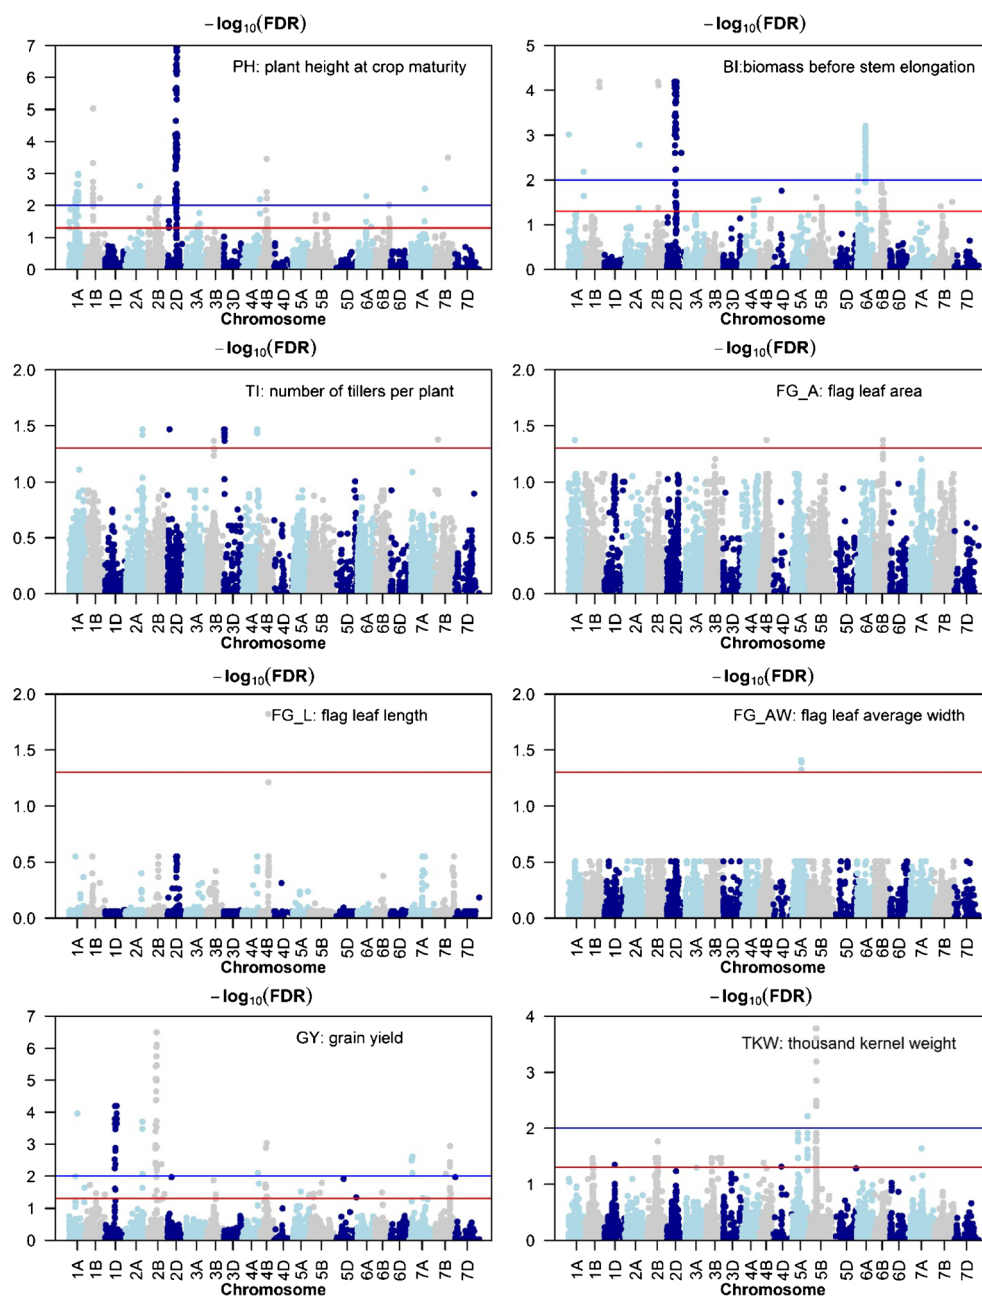 −log₁₀(FDR)
PH: plant height at crop maturity
7
6
5
4
3
2
1
0
1A 1B 1D 2A 2B 2D 3A 3B 3D 4A 4B 4D 5A 5B 5D 6A 6B 6D 7A 7B 7D
Chromosome
−log₁₀(FDR)
BI:biomass before stem elongation
5
4
3
2
1
0
1A 1B 1D 2A 2B 2D 3A 3B 3D 4A 4B 4D 5A 5B 5D 6A 6B 6D 7A 7B 7D
Chromosome
−log₁₀(FDR)
TI: number of tillers per plant
2.0
1.5
1.0
0.5
0.0
1A 1B 1D 2A 2B 2D 3A 3B 3D 4A 4B 4D 5A 5B 5D 6A 6B 6D 7A 7B 7D
Chromosome
−log₁₀(FDR)
FG_A: flag leaf area
2.0
1.5
1.0
0.5
0.0
1A 1B 1D 2A 2B 2D 3A 3B 3D 4A 4B 4D 5A 5B 5D 6A 6B 6D 7A 7B 7D
Chromosome
−log₁₀(FDR)
FG_L: flag leaf length
2.0
1.5
1.0
0.5
0.0
1A 1B 1D 2A 2B 2D 3A 3B 3D 4A 4B 4D 5A 5B 5D 6A 6B 6D 7A 7B 7D
Chromosome
−log₁₀(FDR)
FG_AW: flag leaf average width
2.0
1.5
1.0
0.5
0.0
1A 1B 1D 2A 2B 2D 3A 3B 3D 4A 4B 4D 5A 5B 5D 6A 6B 6D 7A 7B 7D
Chromosome
−log₁₀(FDR)
GY: grain yield
7
6
5
4
3
2
1
0
1A 1B 1D 2A 2B 2D 3A 3B 3D 4A 4B 4D 5A 5B 5D 6A 6B 6D 7A 7B 7D
Chromosome
−log₁₀(FDR)
TKW: thousand kernel weight
4
3
2
1
0
1A 1B 1D 2A 2B 2D 3A 3B 3D 4A 4B 4D 5A 5B 5D 6A 6B 6D 7A 7B 7D
Chromosome